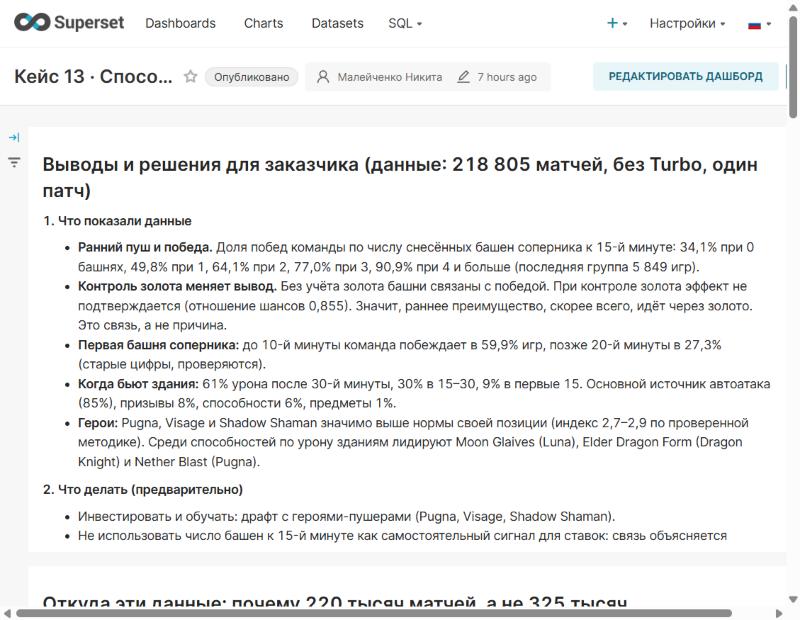 Superset Dashboards Charts Datasets SQL + Настройки
Кейс 13 · Спосо... Опубликовано Малейченко Никита 7 hours ago РЕДАКТИРОВАТЬ ДАШБОРД
Выводы и решения для заказчика (данные: 218 805 матчей, без Turbo, один
патч)
1. Что показали данные
• Ранний пуш и победа. Доля побед команды по числу снесённых башен соперника к 15-й минуте: 34,1% при 0
башнях, 49,8% при 1, 64,1% при 2, 77,0% при 3, 90,9% при 4 и больше (последняя группа 5 849 игр).
• Контроль золота меняет вывод. Без учёта золота башни связаны с победой. При контроле золота эффект не
подтверждается (отношение шансов 0,855). Значит, раннее преимущество, скорее всего, идёт через золото.
Это связь, а не причина.
• Первая башня соперника: до 10-й минуты команда побеждает в 59,9% игр, позже 20-й минуты в 27,3%
(старые цифры, проверяются).
• Когда бьют здания: 61% урона после 30-й минуты, 30% в 15–30, 9% в первые 15. Основной источник автоатака
(85%), призывы 8%, способности 6%, предметы 1%.
• Герои: Pugna, Visage и Shadow Shaman значимо выше нормы своей позиции (индекс 2,7–2,9 по проверенной
методике). Среди способностей по урону зданиям лидируют Moon Glaives (Luna), Elder Dragon Form (Dragon
Knight) и Nether Blast (Pugna).
2. Что делать (предварительно)
• Инвестировать и обучать: драфт с героями-пушерами (Pugna, Visage, Shadow Shaman).
• Не использовать число башен к 15-й минуте как самостоятельный сигнал для ставок: связь объясняется
Откуда эти данные: почему 220 тысяч матчей, а не 325 тысяч